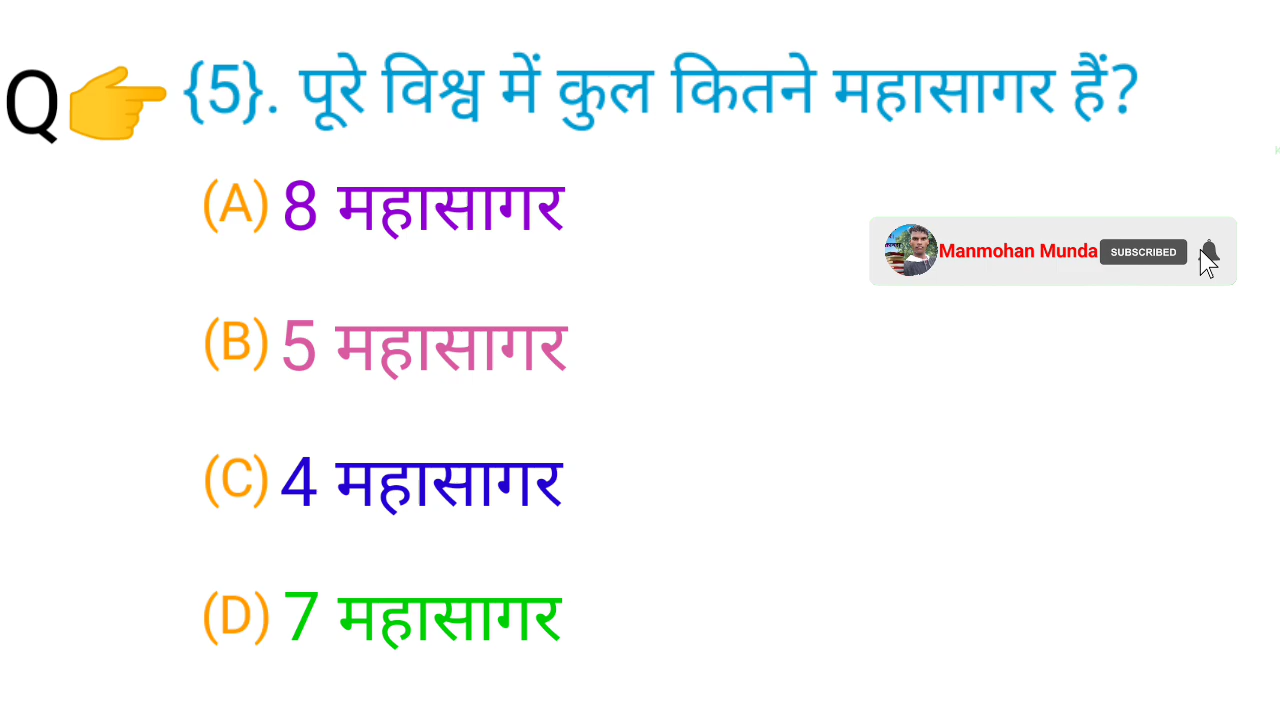 Q👉 {5}. पूरे विश्व में कुल कितने महासागर हैं?
(A) 8 महासागर
Manmohan Munda SUBSCRIBED
(B) 5 महासागर
(C) 4 महासागर
(D) 7 महासागर